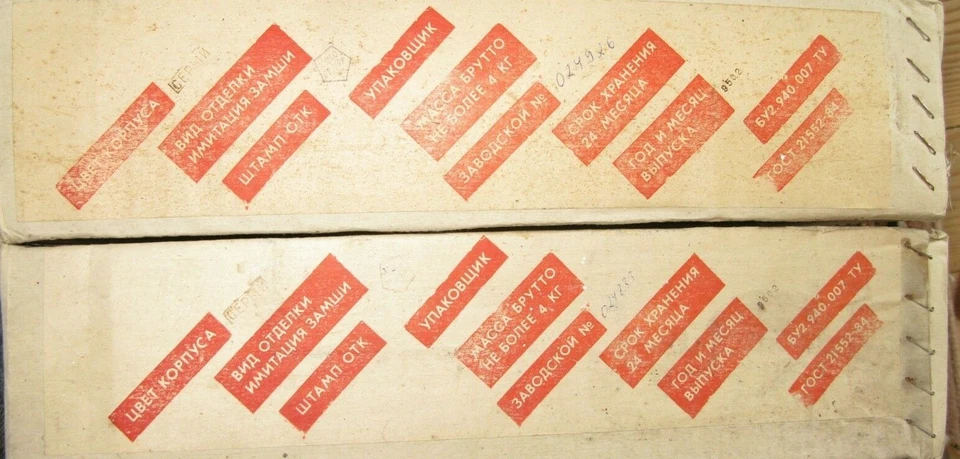 ЦВЕТ КОРПУСА
СЕРЫЙ
ВИД ОТДЕЛКИ
ИМИТАЦИЯ ЗАМШИ
ШТАМП ОТК
УПАКОВЩИК
МАССА БРУТТО
НЕ БОЛЕЕ 4 КГ
ЗАВОДСКОЙ №
СРОК ХРАНЕНИЯ
24 МЕСЯЦА
ГОД И МЕСЯЦ
ВЫПУСКА
БУ2.940.007 ТУ
ГОСТ 21552-84
ЦВЕТ КОРПУСА
СЕРЫЙ
ВИД ОТДЕЛКИ
ИМИТАЦИЯ ЗАМШИ
ШТАМП ОТК
УПАКОВЩИК
МАССА БРУТТО
НЕ БОЛЕЕ 4 КГ
ЗАВОДСКОЙ №
СРОК ХРАНЕНИЯ
24 МЕСЯЦА
ГОД И МЕСЯЦ
ВЫПУСКА
БУ2.940.007 ТУ
ГОСТ 21552-84